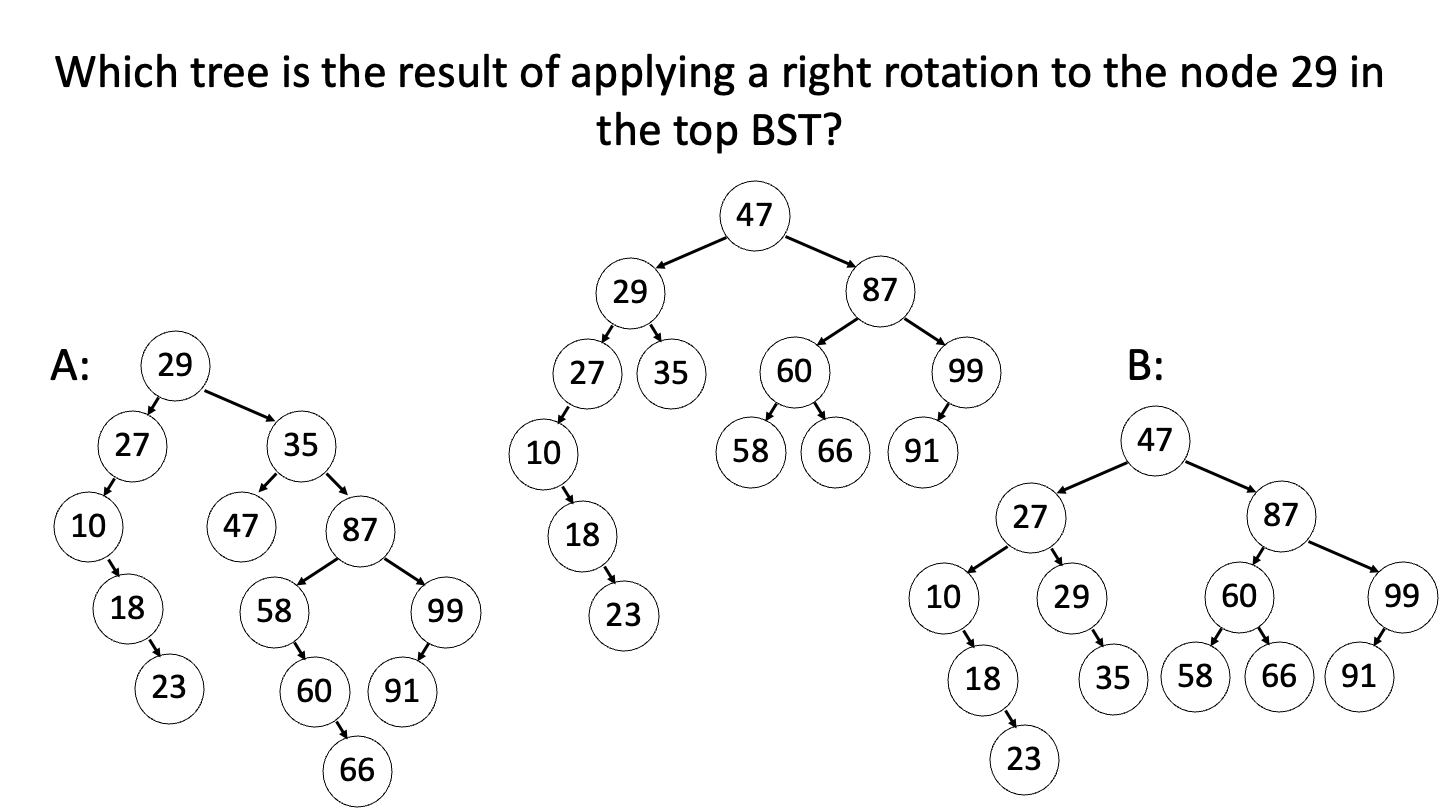 Which tree is the result of applying a right rotation to the node 29 in
the top BST?
47
29 87
27 35 60 99
10 58 66 91
18
23
A:
29
27 35
10 47 87
18 58 99
23 60 91
66
B:
47
27 87
10 29 60 99
18 35 58 66 91
23